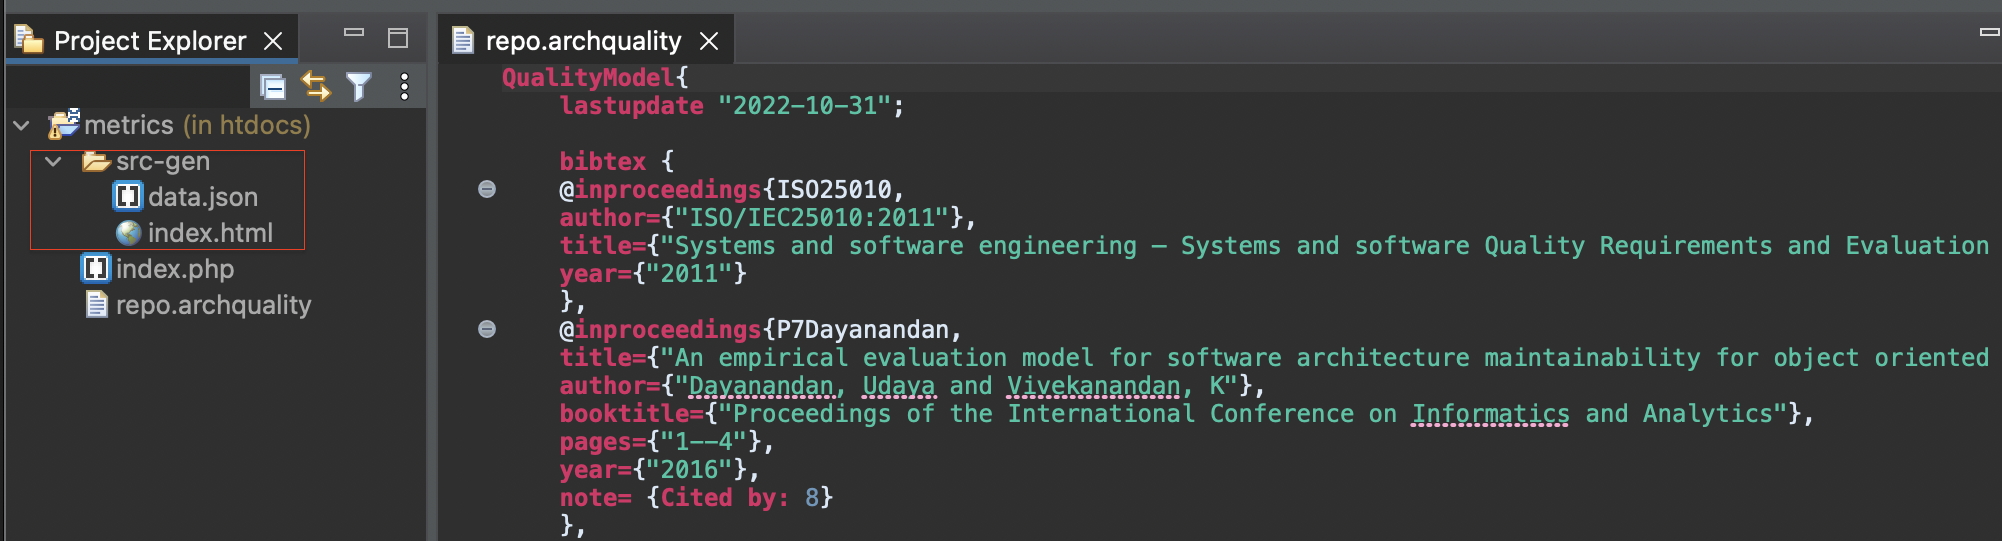 Project Explorer
metrics (in htdocs)
src-gen
data.json
index.html
index.php
repo.archquality
repo.archquality
QualityModel{
lastupdate "2022-10-31";
bibtex {
@inproceedings{ISO25010,
author={"ISO/IEC25010:2011"},
title={"Systems and software engineering — Systems and software Quality Requirements and Evaluation
year={"2011"}
},
@inproceedings{P7Dayanandan,
title={"An empirical evaluation model for software architecture maintainability for object oriented
author={"Dayanandan, Udaya and Vivekanandan, K"},
booktitle={"Proceedings of the International Conference on Informatics and Analytics"},
pages={"1--4"},
year={"2016"},
note= {Cited by: 8}
},